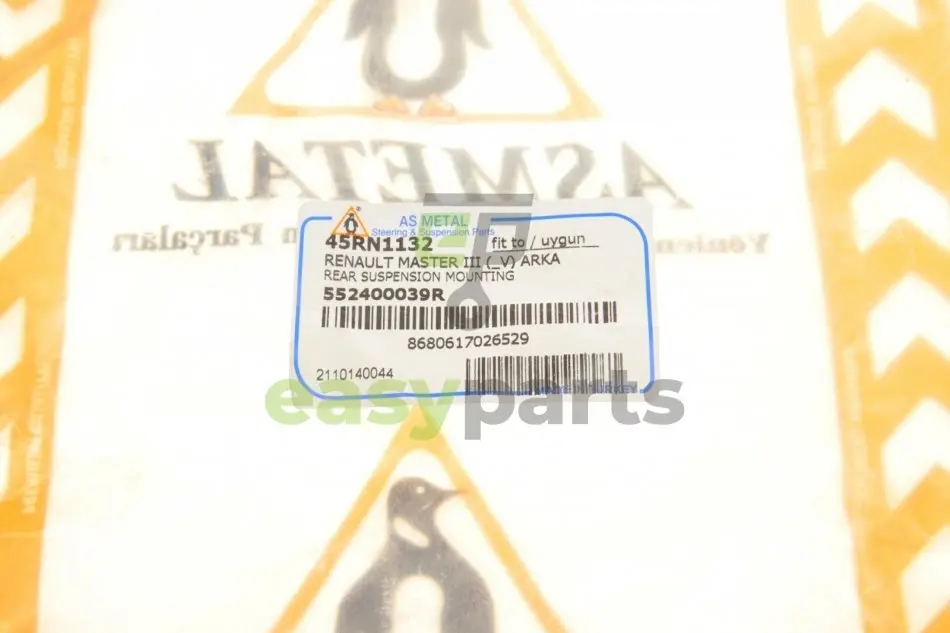 ASMETAL
AS METAL
Steering & Suspension Parts
45RN1132 fit to / uygun
RENAULT MASTER III (_V) ARKA
REAR SUSPENSION MOUNTING
552400039R
8680617026529
2110140044
easyparts